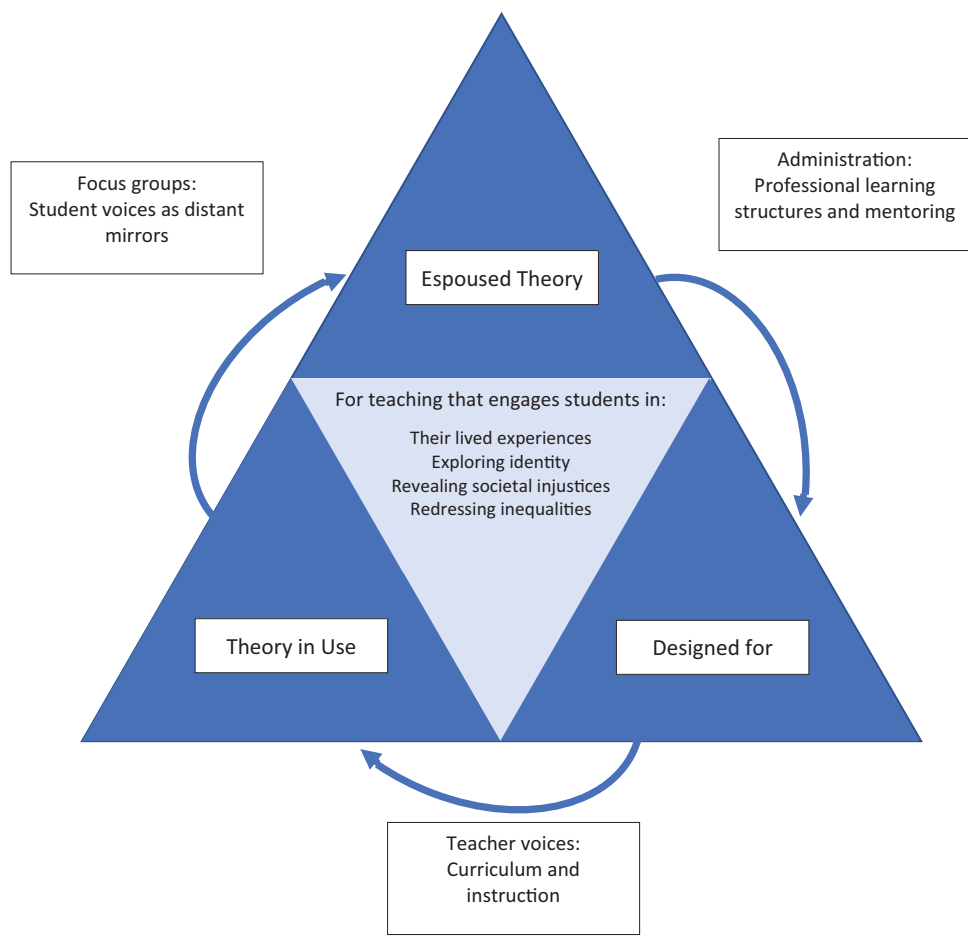 Focus groups:
Student voices as distant
mirrors
Administration:
Professional learning
structures and mentoring
Espoused Theory
For teaching that engages students in:
Their lived experiences
Exploring identity
Revealing societal injustices
Redressing inequalities
Theory in Use
Designed for
Teacher voices:
Curriculum and
instruction